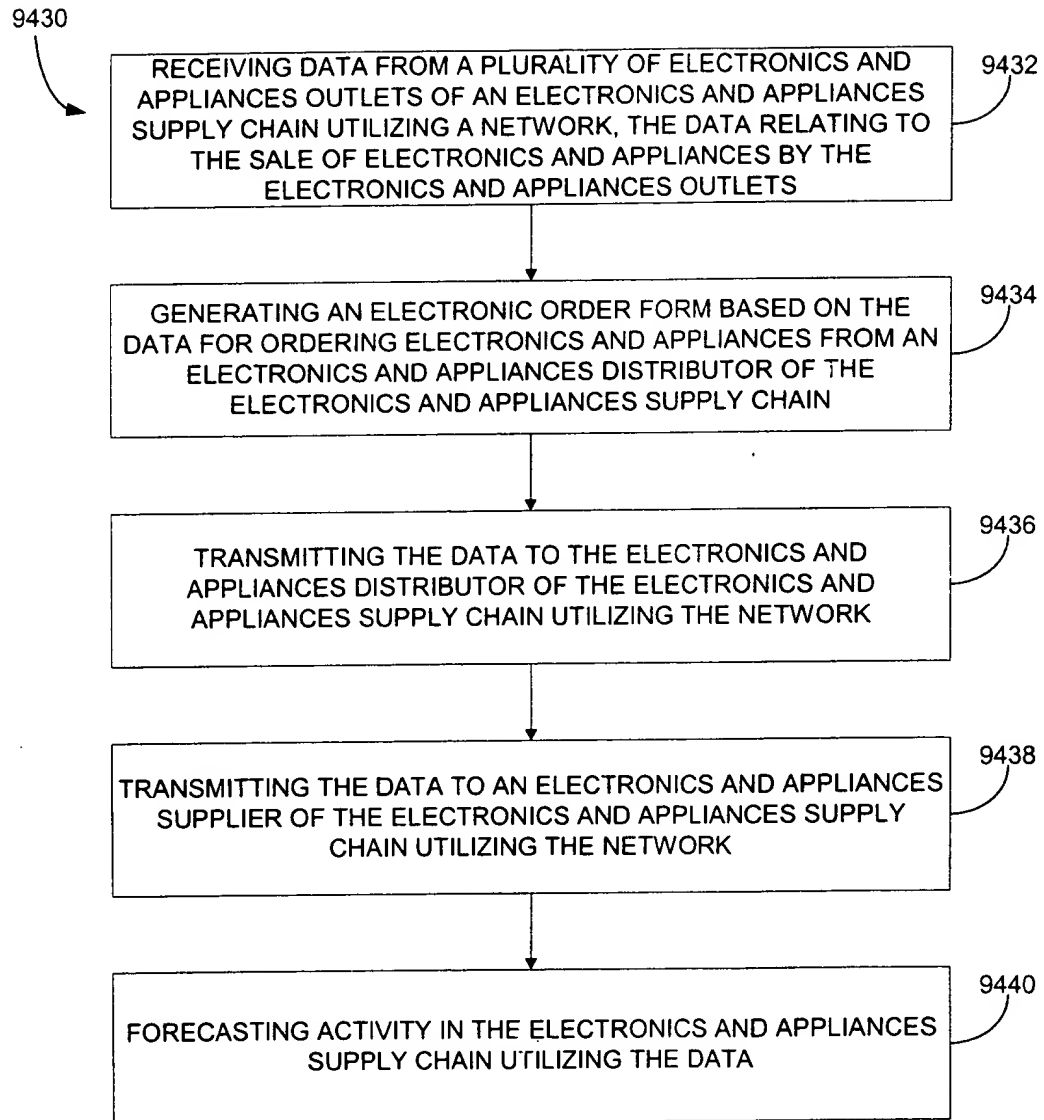 9430
RECEIVING DATA FROM A PLURALITY OF ELECTRONICS AND
APPLIANCES OUTLETS OF AN ELECTRONICS AND APPLIANCES
SUPPLY CHAIN UTILIZING A NETWORK, THE DATA RELATING TO
THE SALE OF ELECTRONICS AND APPLIANCES BY THE
ELECTRONICS AND APPLIANCES OUTLETS
9432
GENERATING AN ELECTRONIC ORDER FORM BASED ON THE
DATA FOR ORDERING ELECTRONICS AND APPLIANCES FROM AN
ELECTRONICS AND APPLIANCES DISTRIBUTOR OF THE
ELECTRONICS AND APPLIANCES SUPPLY CHAIN
9434
TRANSMITTING THE DATA TO THE ELECTRONICS AND
APPLIANCES DISTRIBUTOR OF THE ELECTRONICS AND
APPLIANCES SUPPLY CHAIN UTILIZING THE NETWORK
9436
TRANSMITTING THE DATA TO AN ELECTRONICS AND APPLIANCES
SUPPLIER OF THE ELECTRONICS AND APPLIANCES SUPPLY
CHAIN UTILIZING THE NETWORK
9438
FORECASTING ACTIVITY IN THE ELECTRONICS AND APPLIANCES
SUPPLY CHAIN UTILIZING THE DATA
9440